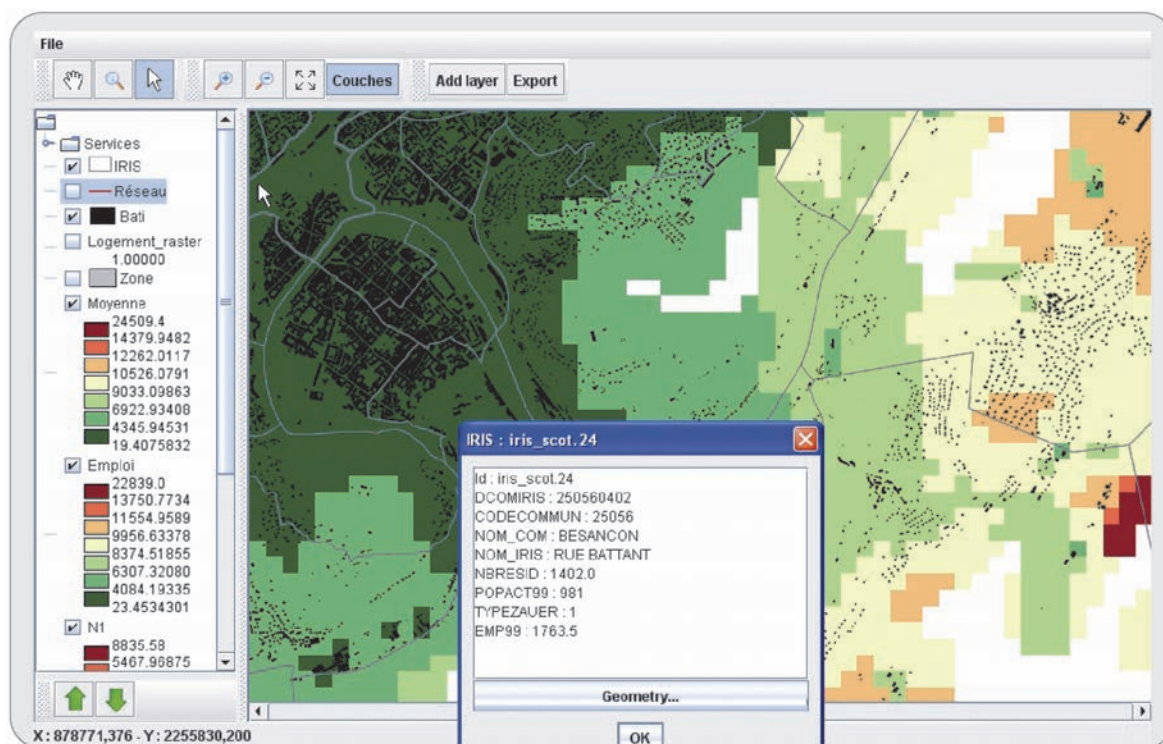 File
Couches
Add layer
Export
Services
IRIS
Réseau
Bati
Logement_raster
1.00000
Zone
Moyenne
24509.4
14379.9482
12262.0117
10526.0791
9033.09863
6922.93408
4345.94531
19.4075832
Emploi
22839.0
13750.7734
11554.9589
9956.63378
8374.51855
6307.32080
4084.19335
23.4534301
N1
8835.58
5467.96875
IRIS : iris_scot.24
Id : iris_scot.24
DCOMIRIS : 250560402
CODECOMMUN : 25056
NOM_COM : BESANCON
NOM_IRIS : RUE BATTANT
NBRESID : 1402.0
POPACT99 : 981
TYPEZAUER : 1
EMP99 : 1763.5
Geometry...
OK
X : 878771,376 - Y : 2255830,200